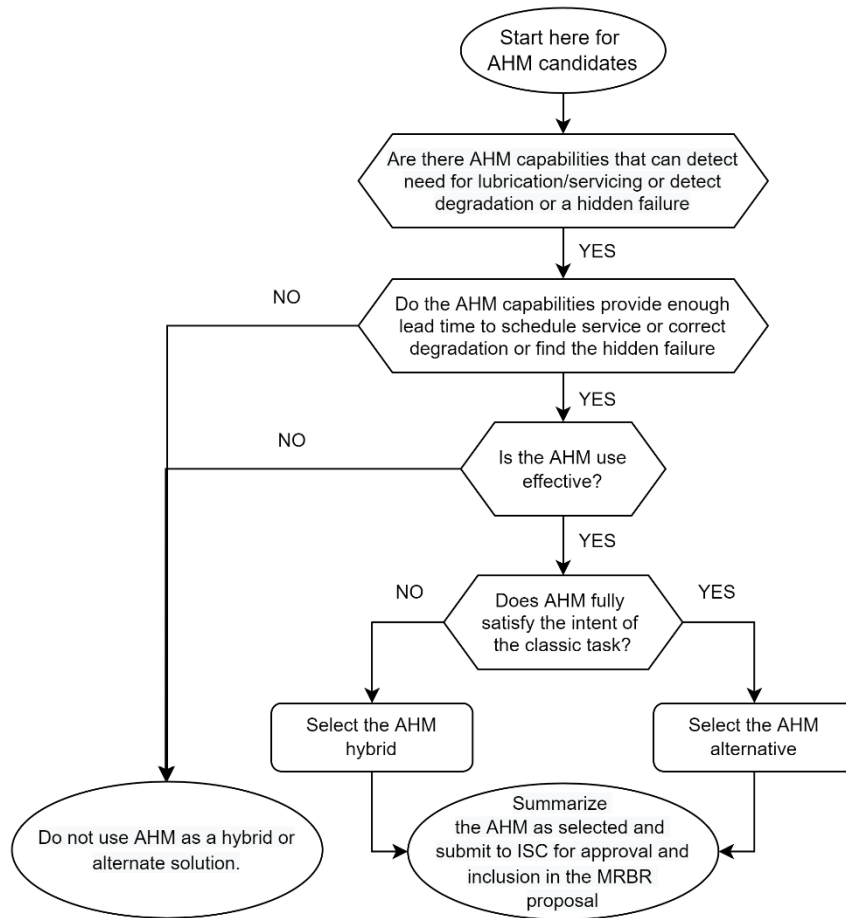 Start here for
AHM candidates
Are there AHM capabilities that can detect
need for lubrication/servicing or detect
degradation or a hidden failure
YES
NO
Do the AHM capabilities provide enough
lead time to schedule service or correct
degradation or find the hidden failure
YES
NO
Is the AHM use
effective?
YES
NO
Does AHM fully
satisfy the intent of
the classic task?
YES
Select the AHM
hybrid
Select the AHM
alternative
Do not use AHM as a hybrid or
alternate solution.
Summarize
the AHM as selected and
submit to ISC for approval and
inclusion in the MRBR
proposal